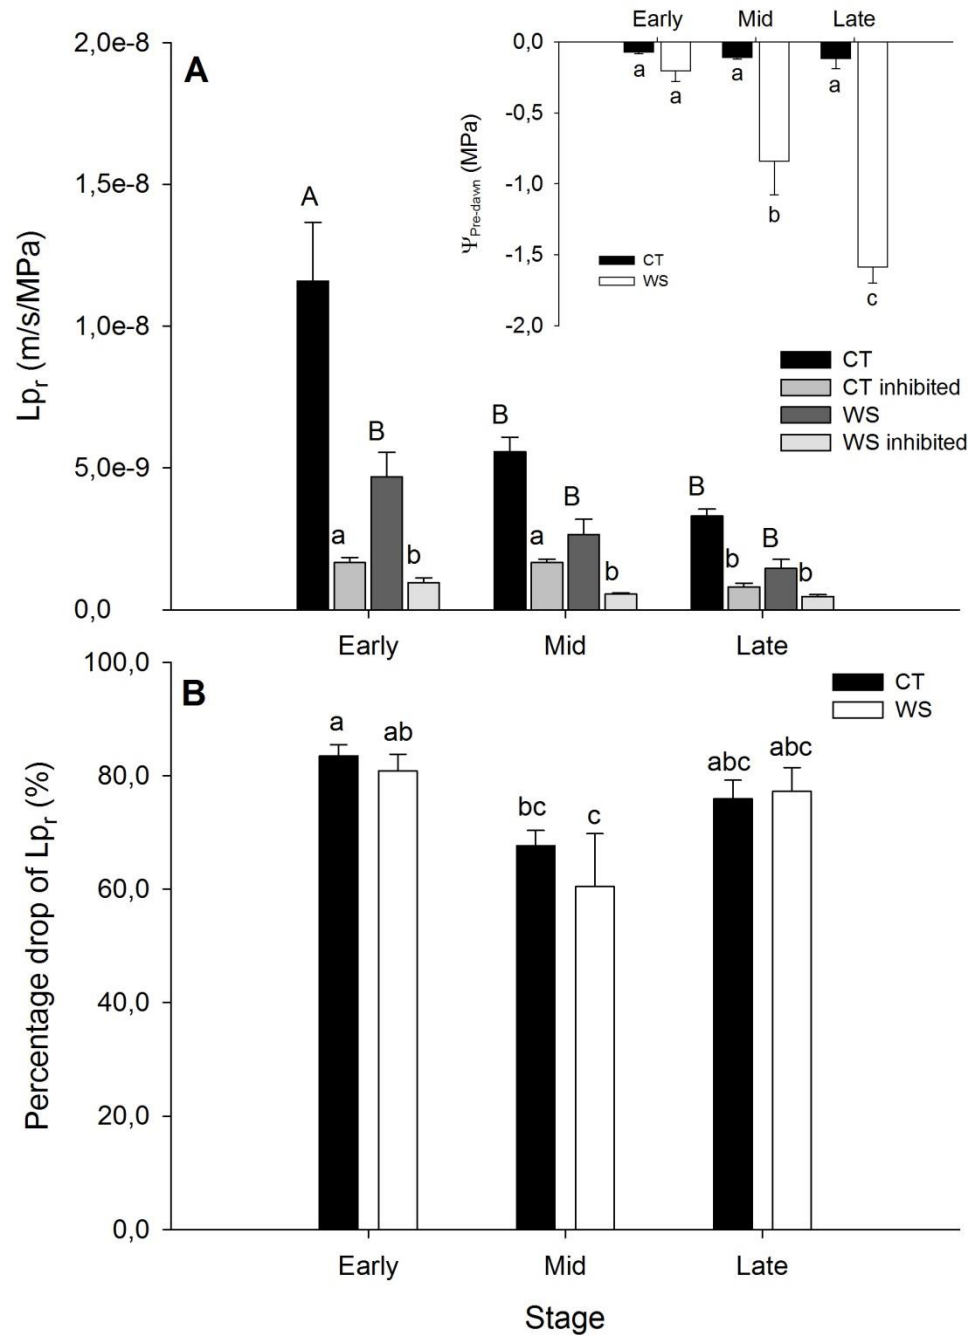 A
2,0e-8
1,5e-8
1,0e-8
5,0e-9
0,0
Lpr (m/s/MPa)
Early Mid Late
0,0
-0,5
-1,0
-1,5
-2,0
ΨPre-dawn (MPa)
a a a b a c
CT
WS
CT
CT inhibited
WS
WS inhibited
A a B b
B a B b
B b B b
Early Mid Late
B
100,0
80,0
60,0
40,0
20,0
0,0
Percentage drop of Lpr (%)
CT
WS
a ab bc c abc abc
Early Mid Late
Stage